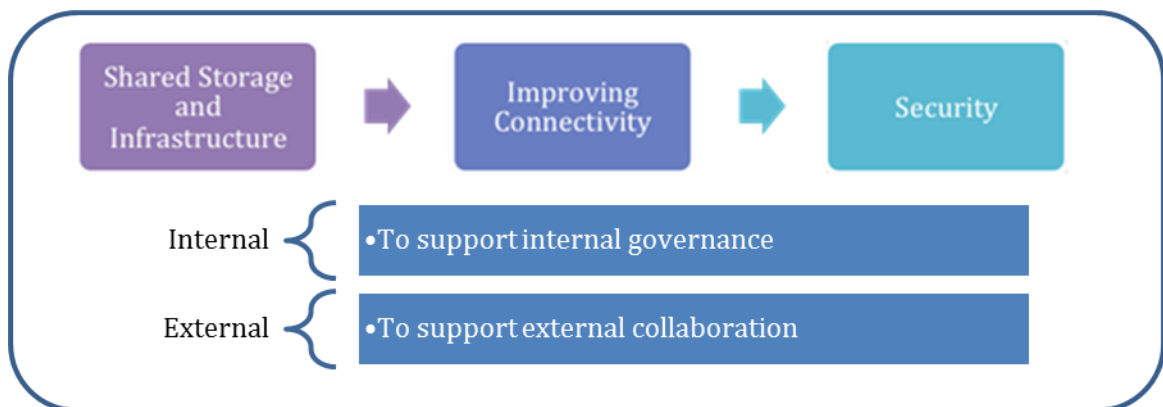 Shared Storage
and
Infrastructure
Improving
Connectivity
Security
Internal
•To support internal governance
External
•To support external collaboration